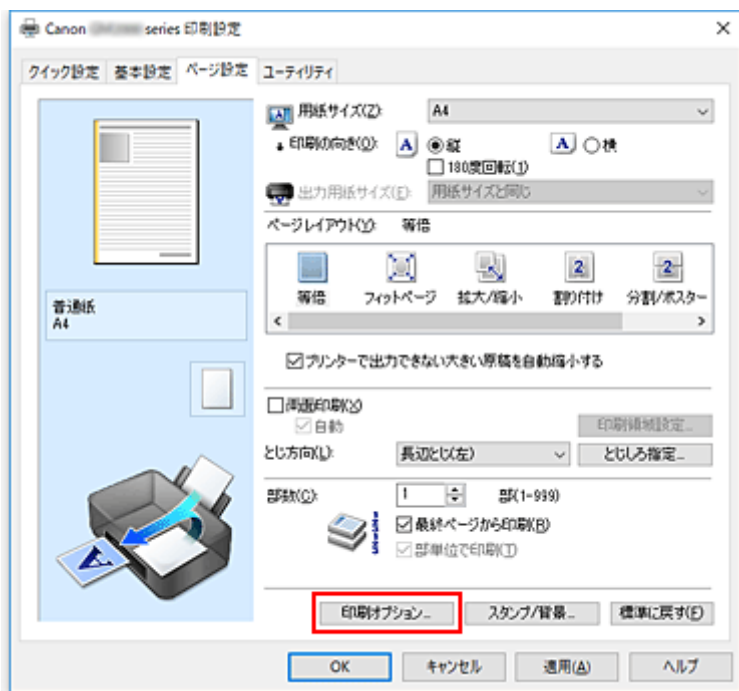 Canon series 印刷設定
クイック設定 基本設定 ページ設定 ユーティリティ
用紙サイズ(Z): A4
印刷の向き(O): A 縦 A 横
180度回転(J)
出力用紙サイズ(E): 用紙サイズと同じ
ページレイアウト(Y): 等倍
等倍 フィットページ 拡大/縮小 割り付け 分割/ポスター
普通紙
A4
プリンターで出力できない大きい原稿を自動縮小する
両面印刷(X)
自動
印刷領域設定...
とじ方向(L): 長辺とじ(左) とじしろ指定...
部数(C): 1 部(1-999)
最終ページから印刷(R)
部単位で印刷(T)
印刷オプション... スタンプ/背景... 標準に戻す(F)
OK キャンセル 適用(A) ヘルプ